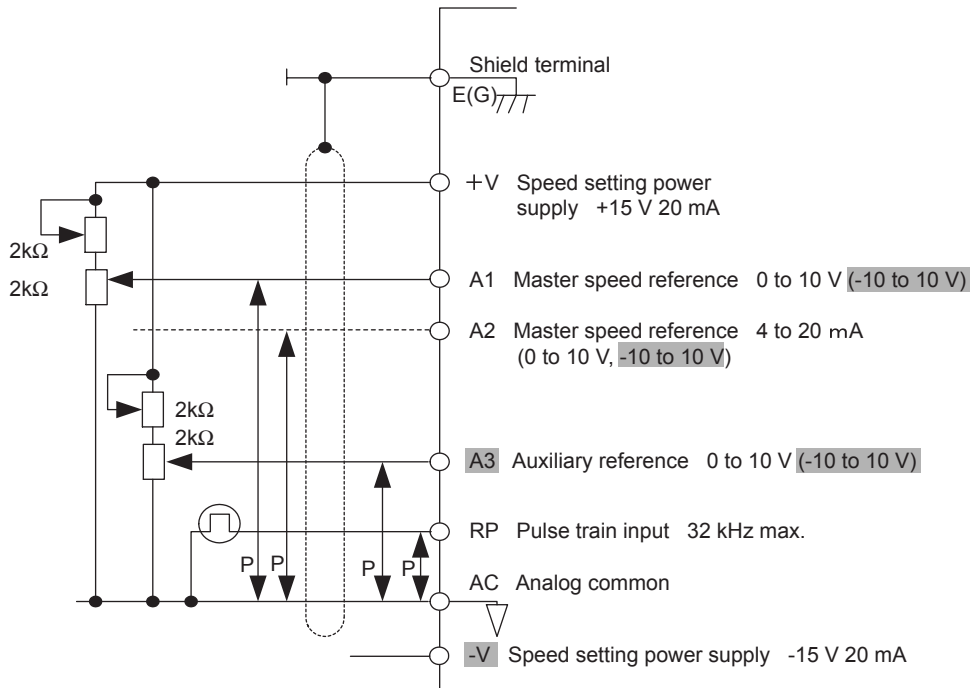 Shield terminal
E(G)
+V Speed setting power
supply +15 V 20 mA
2kΩ
2kΩ
A1 Master speed reference 0 to 10 V (-10 to 10 V)
A2 Master speed reference 4 to 20 mA
(0 to 10 V, -10 to 10 V)
2kΩ
2kΩ
A3 Auxiliary reference 0 to 10 V (-10 to 10 V)
RP Pulse train input 32 kHz max.
P P P P
AC Analog common
-V Speed setting power supply -15 V 20 mA